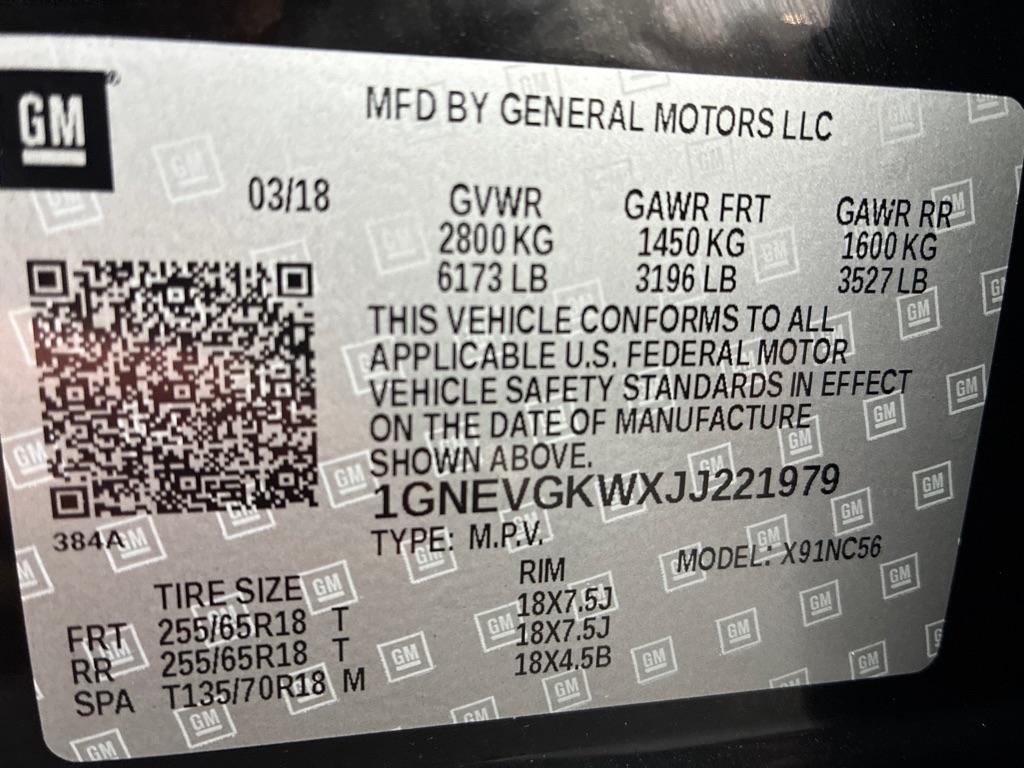 GM
MFD BY GENERAL MOTORS LLC
03/18 GVWR GAWR FRT GAWR RR
2800 KG 1450 KG 1600 KG
6173 LB 3196 LB 3527 LB
THIS VEHICLE CONFORMS TO ALL
APPLICABLE U.S. FEDERAL MOTOR
VEHICLE SAFETY STANDARDS IN EFFECT
ON THE DATE OF MANUFACTURE
SHOWN ABOVE.
1GNEVGKWXJJ221979
384A
TYPE: M.P.V. MODEL: X91NC56
TIRE SIZE RIM
FRT 255/65R18 T 18X7.5J
RR 255/65R18 T 18X7.5J
SPA T135/70R18 M 18X4.5B